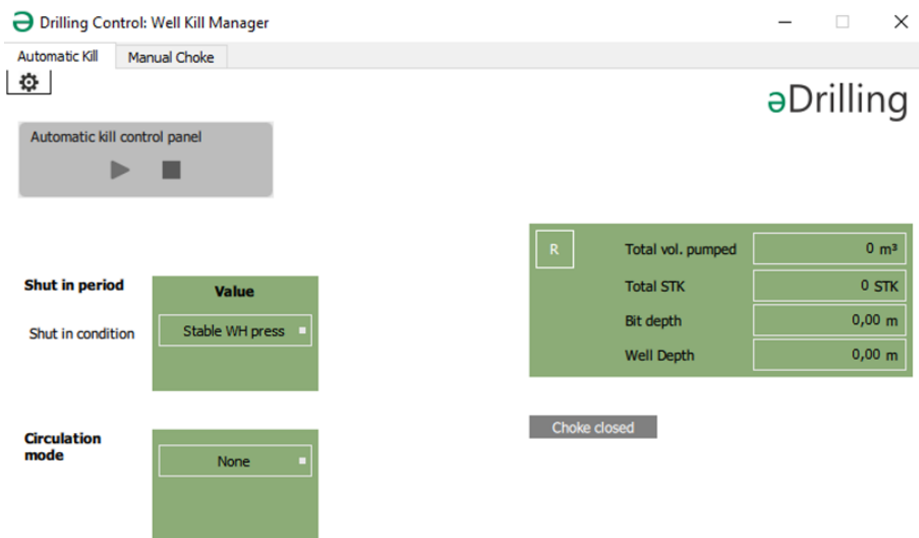 Drilling Control: Well Kill Manager
Automatic Kill
Manual Choke
əDrilling
Automatic kill control panel
R
Total vol. pumped
0 m³
Total STK
0 STK
Bit depth
0,00 m
Well Depth
0,00 m
Shut in period
Value
Shut in condition
Stable WH press
Choke closed
Circulation
mode
None